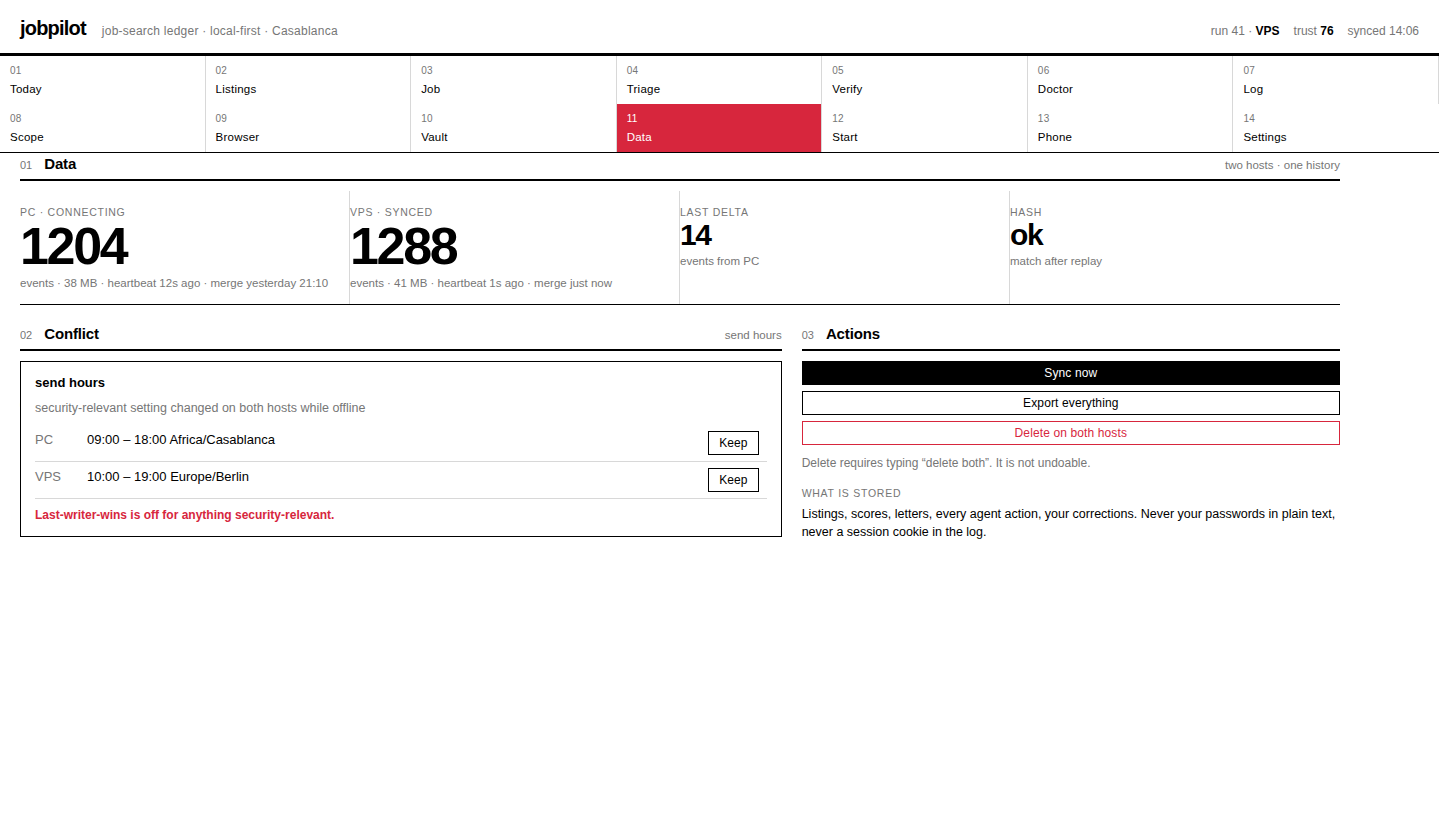 jobpilot job-search ledger · local-first · Casablanca run 41 · VPS trust 76 synced 14:06
01 02 03 04 05 06 07
Today Listings Job Triage Verify Doctor Log
08 09 10 11 12 13 14
Scope Browser Vault Data Start Phone Settings
01 Data two hosts · one history
PC · CONNECTING VPS · SYNCED LAST DELTA HASH
1204 1288 14 ok
events · 38 MB · heartbeat 12s ago · merge yesterday 21:10 events · 41 MB · heartbeat 1s ago · merge just now events from PC match after replay
02 Conflict send hours
send hours
security-relevant setting changed on both hosts while offline
PC 09:00 – 18:00 Africa/Casablanca Keep
VPS 10:00 – 19:00 Europe/Berlin Keep
Last-writer-wins is off for anything security-relevant.
03 Actions
Sync now
Export everything
Delete on both hosts
Delete requires typing “delete both”. It is not undoable.
WHAT IS STORED
Listings, scores, letters, every agent action, your corrections. Never your passwords in plain text,
never a session cookie in the log.